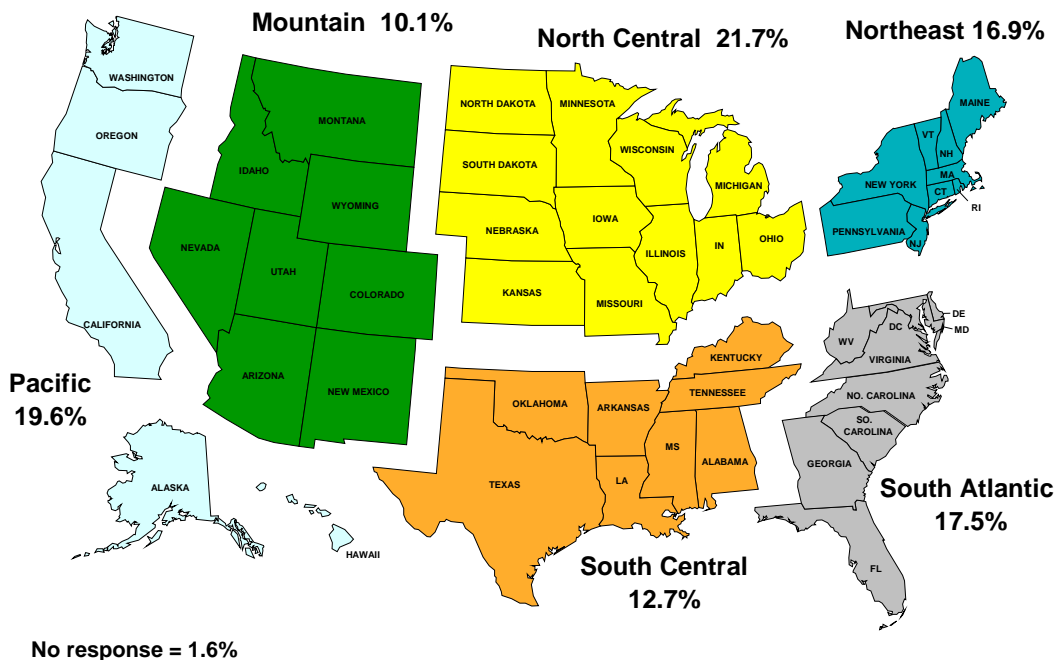 Mountain 10.1%
North Central 21.7%
Northeast 16.9%
WASHINGTON
OREGON
CALIFORNIA
Pacific
19.6%
ALASKA
HAWAII
MONTANA
IDAHO
WYOMING
NEVADA
UTAH
COLORADO
ARIZONA
NEW MEXICO
NORTH DAKOTA
MINNESOTA
SOUTH DAKOTA
WISCONSIN
MICHIGAN
NEBRASKA
IOWA
ILLINOIS
IN
OHIO
KANSAS
MISSOURI
MAINE
VT
NH
MA
NEW YORK
CT
RI
PENNSYLVANIA
NJ
DE
MD
DC
WV
VIRGINIA
NO. CAROLINA
SO.
CAROLINA
GEORGIA
FL
South Atlantic
17.5%
KENTUCKY
TENNESSEE
OKLAHOMA
ARKANSAS
MS
ALABAMA
TEXAS
LA
South Central
12.7%
No response = 1.6%